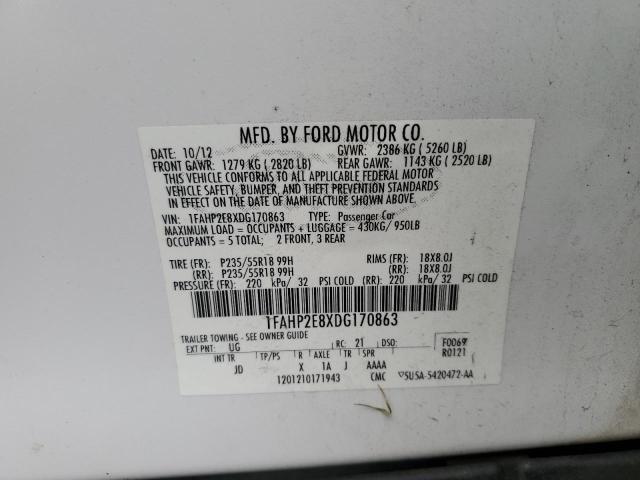 MFD. BY FORD MOTOR CO.
DATE: 10/12 GVWR: 2386 KG ( 5260 LB)
FRONT GAWR: 1279 KG ( 2820 LB) REAR GAWR: 1143 KG ( 2520 LB)
THIS VEHICLE CONFORMS TO ALL APPLICABLE FEDERAL MOTOR
VEHICLE SAFETY, BUMPER, AND THEFT PREVENTION STANDARDS
IN EFFECT ON THE DATE OF MANUFACTURE SHOWN ABOVE.
VIN: 1FAHP2E8XDG170863 TYPE: Passenger Car
MAXIMUM LOAD = OCCUPANTS + LUGGAGE = 430KG/ 950LB
OCCUPANTS = 5 TOTAL; 2 FRONT, 3 REAR
TIRE (FR): P235/55R18 99H RIMS (FR): 18X8.0J
(RR): P235/55R18 99H (RR): 18X8.0J
PRESSURE (FR): 220 kPa/ 32 PSI COLD (RR): 220 kPa/ 32 PSI COLD
1FAHP2E8XDG170863
TRAILER TOWING - SEE OWNER GUIDE
EXT PNT: UG RC: 21 DSO: F0069
R0121
INT TR TP/PS R AXLE TR SPR
JD X 1A J AAAA
1201210171943 CMC 5USA-5420472-AA